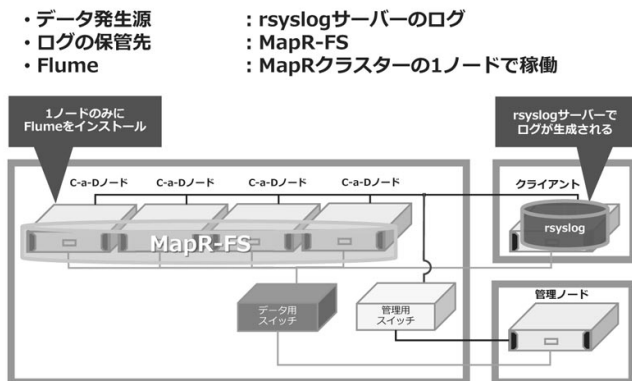 ・データ発生源 : rsyslogサーバーのログ
・ログの保管先 : MapR-FS
・Flume : MapRクラスターの1ノードで稼働
1ノードのみに
Flumeをインストール
rsyslogサーバーで
ログが生成される
C-a-Dノード C-a-Dノード C-a-Dノード C-a-Dノード
クライアント
MapR-FS
rsyslog
データ用
スイッチ
管理用
スイッチ
管理ノード